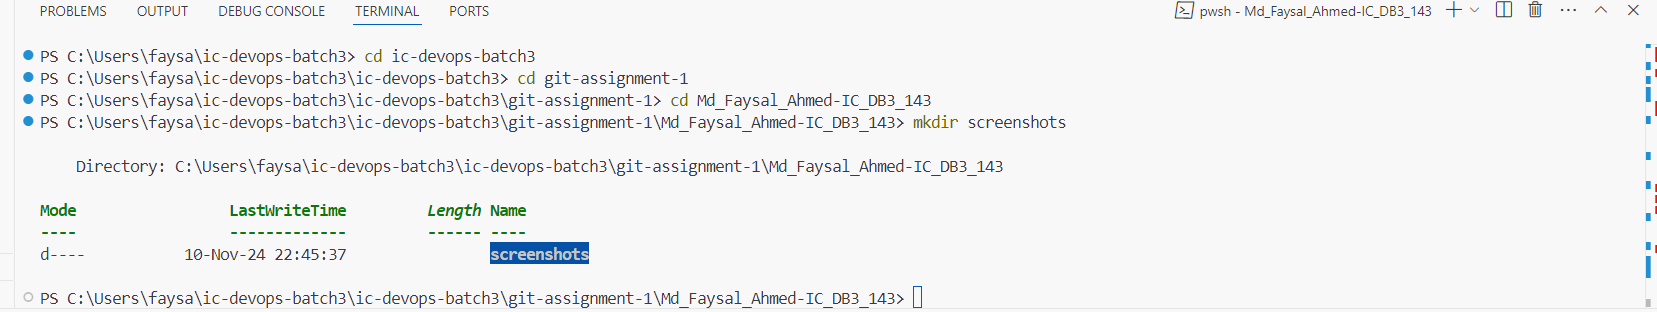 PROBLEMS OUTPUT DEBUG CONSOLE TERMINAL PORTS pwsh - Md_Faysal_Ahmed-IC_DB3_143
PS C:\Users\faysa\ic-devops-batch3> cd ic-devops-batch3
PS C:\Users\faysa\ic-devops-batch3\ic-devops-batch3> cd git-assignment-1
PS C:\Users\faysa\ic-devops-batch3\ic-devops-batch3\git-assignment-1> cd Md_Faysal_Ahmed-IC_DB3_143
PS C:\Users\faysa\ic-devops-batch3\ic-devops-batch3\git-assignment-1\Md_Faysal_Ahmed-IC_DB3_143> mkdir screenshots
Directory: C:\Users\faysa\ic-devops-batch3\ic-devops-batch3\git-assignment-1\Md_Faysal_Ahmed-IC_DB3_143
Mode LastWriteTime Length Name
---- ------------- ------ ----
d---- 10-Nov-24 22:45:37 screenshots
PS C:\Users\faysa\ic-devops-batch3\ic-devops-batch3\git-assignment-1\Md_Faysal_Ahmed-IC_DB3_143>